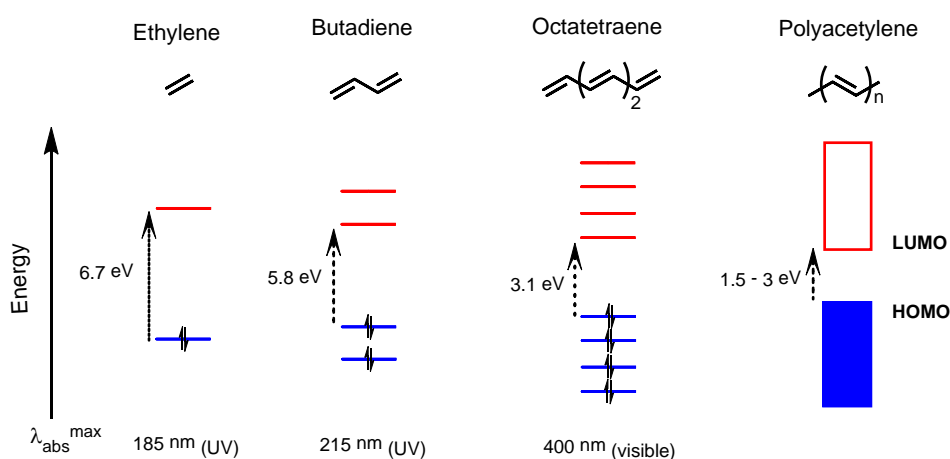 Ethylene
Butadiene
Octatetraene
Polyacetylene
2
n
Energy
6.7 eV
5.8 eV
3.1 eV
1.5 - 3 eV
LUMO
HOMO
λabs max
185 nm (UV)
215 nm (UV)
400 nm (visible)